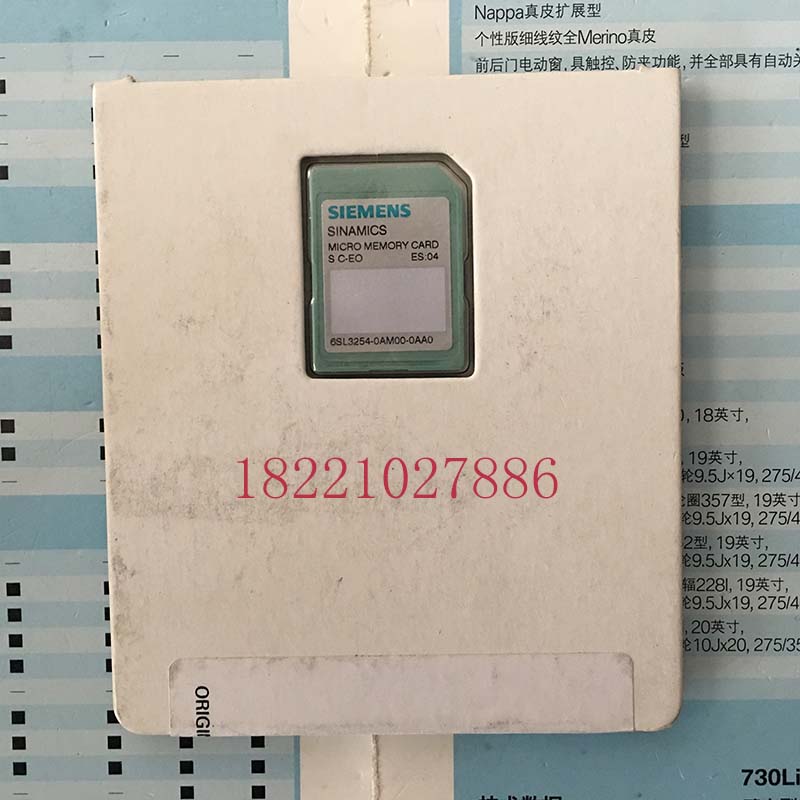 Nappa真皮扩展型
个性版细线纹全Merino真皮
前后门电动窗,具触控、防夹功能,并全部具有自动关
型
SIEMENS
SINAMICS
MICRO MEMORY CARD
S C-EO ES:04
6SL3254-0AM00-0AA0
18英寸,
18221027886
19英寸,
轮9.5J×19, 275/4
圈357型, 19英寸
轮9.5Jx19, 275/4
2型, 19英寸,
轮9.5Jx19, 275/4
辐228I, 19英寸,
轮9.5Jx19, 275/4
20英寸,
轮10Jx20, 275/35
ORIGI
730Li
技术数据